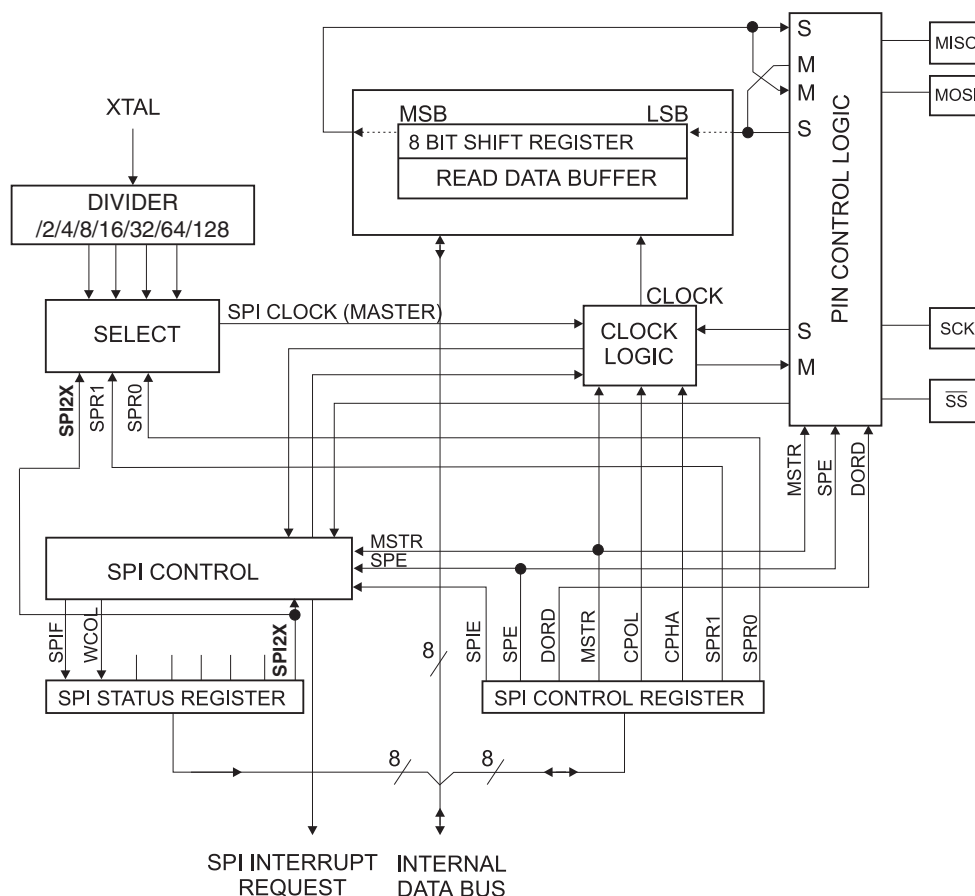 S
MISO
M
XTAL
MSB
LSB
M
MOSI
8 BIT SHIFT REGISTER
S
READ DATA BUFFER
DIVIDER
/2/4/8/16/32/64/128
PIN CONTROL LOGIC
SPI CLOCK (MASTER)
CLOCK
SELECT
CLOCK
LOGIC
S
SCK
M
SPI2X
SPR1
SPR0
SS
MSTR
SPE
DORD
SPI CONTROL
MSTR
SPE
SPIF
WCOL
SPI2X
8
SPIE
SPE
DORD
MSTR
CPOL
CPHA
SPR1
SPR0
SPI STATUS REGISTER
SPI CONTROL REGISTER
8
8
SPI INTERRUPT
REQUEST
INTERNAL
DATA BUS